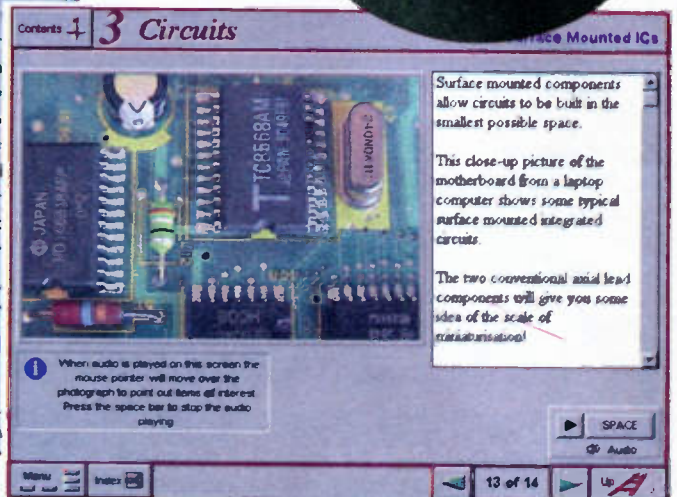 Contents
3 Circuits
Mounted ICs
JAPAN
TC8568AM
JAPAN
Surface mounted components
allow circuits to be built in the
smallest possible space.
This close-up picture of the
motherboard from a laptop
computer shows some typical
surface mounted integrated
circuits.
The two conventional axial lead
components will give you some
idea of the scale of
miniaturisation!
When audio is played on this screen the
mouse pointer will move over the
photograph to point out items of interest
Press the space bar to stop the audio
playing
SPACE
Audio
Menu
Index
13 of 14
Up